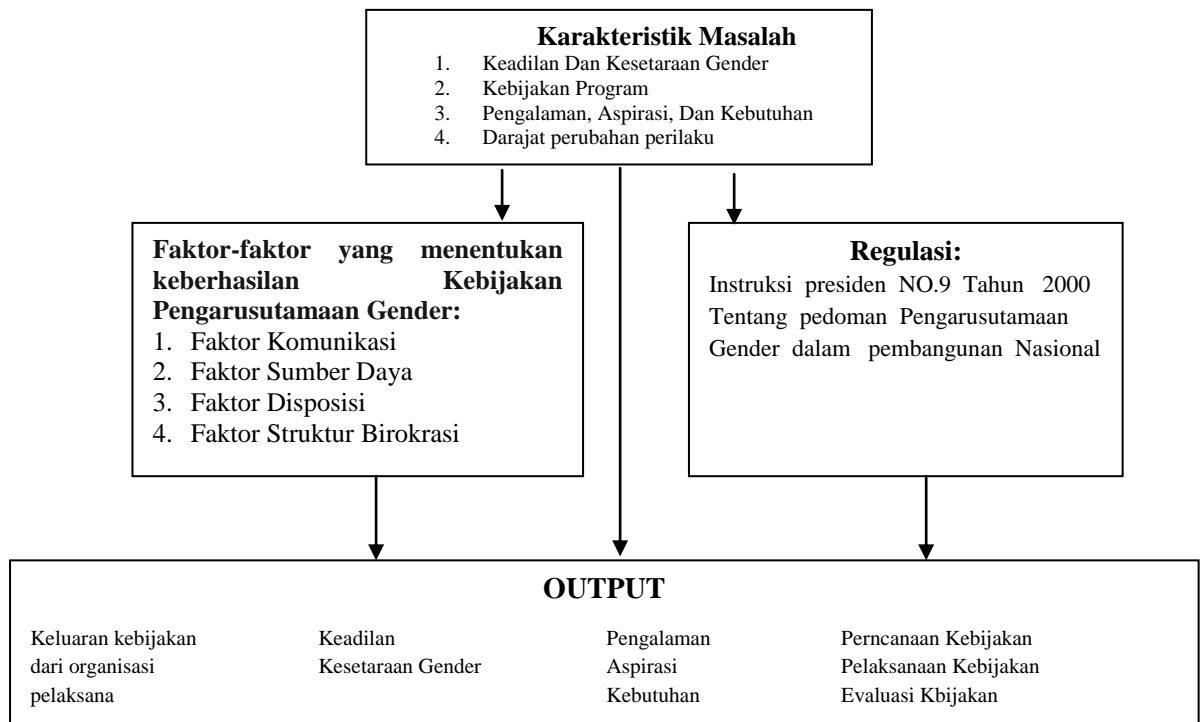 Karakteristik Masalah
1. Keadilan Dan Kesetaraan Gender
2. Kebijakan Program
3. Pengalaman, Aspirasi, Dan Kebutuhan
4. Darajat perubahan perilaku
Faktor-faktor yang menentukan
keberhasilan Kebijakan
Pengarusutamaan Gender:
1. Faktor Komunikasi
2. Faktor Sumber Daya
3. Faktor Disposisi
4. Faktor Struktur Birokrasi
Regulasi:
Instruksi presiden NO.9 Tahun 2000
Tentang pedoman Pengarusutamaan
Gender dalam pembangunan Nasional
OUTPUT
Keluaran kebijakan
dari organisasi
pelaksana
Keadilan
Kesetaraan Gender
Pengalaman
Aspirasi
Kebutuhan
Perncanaan Kebijakan
Pelaksanaan Kebijakan
Evaluasi Kbijakan